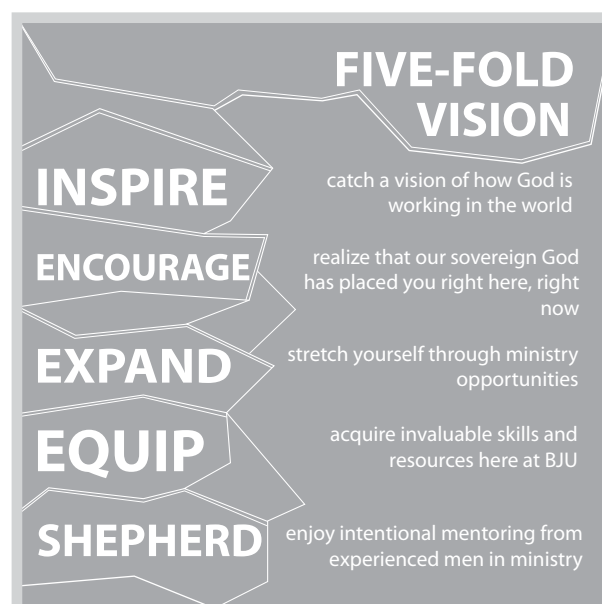 FIVE-FOLD
VISION
INSPIRE
catch a vision of how God is
working in the world
ENCOURAGE
realize that our sovereign God
has placed you right here, right
now
EXPAND
stretch yourself through ministry
opportunities
EQUIP
acquire invaluable skills and
resources here at BJU
SHEPHERD
enjoy intentional mentoring from
experienced men in ministry